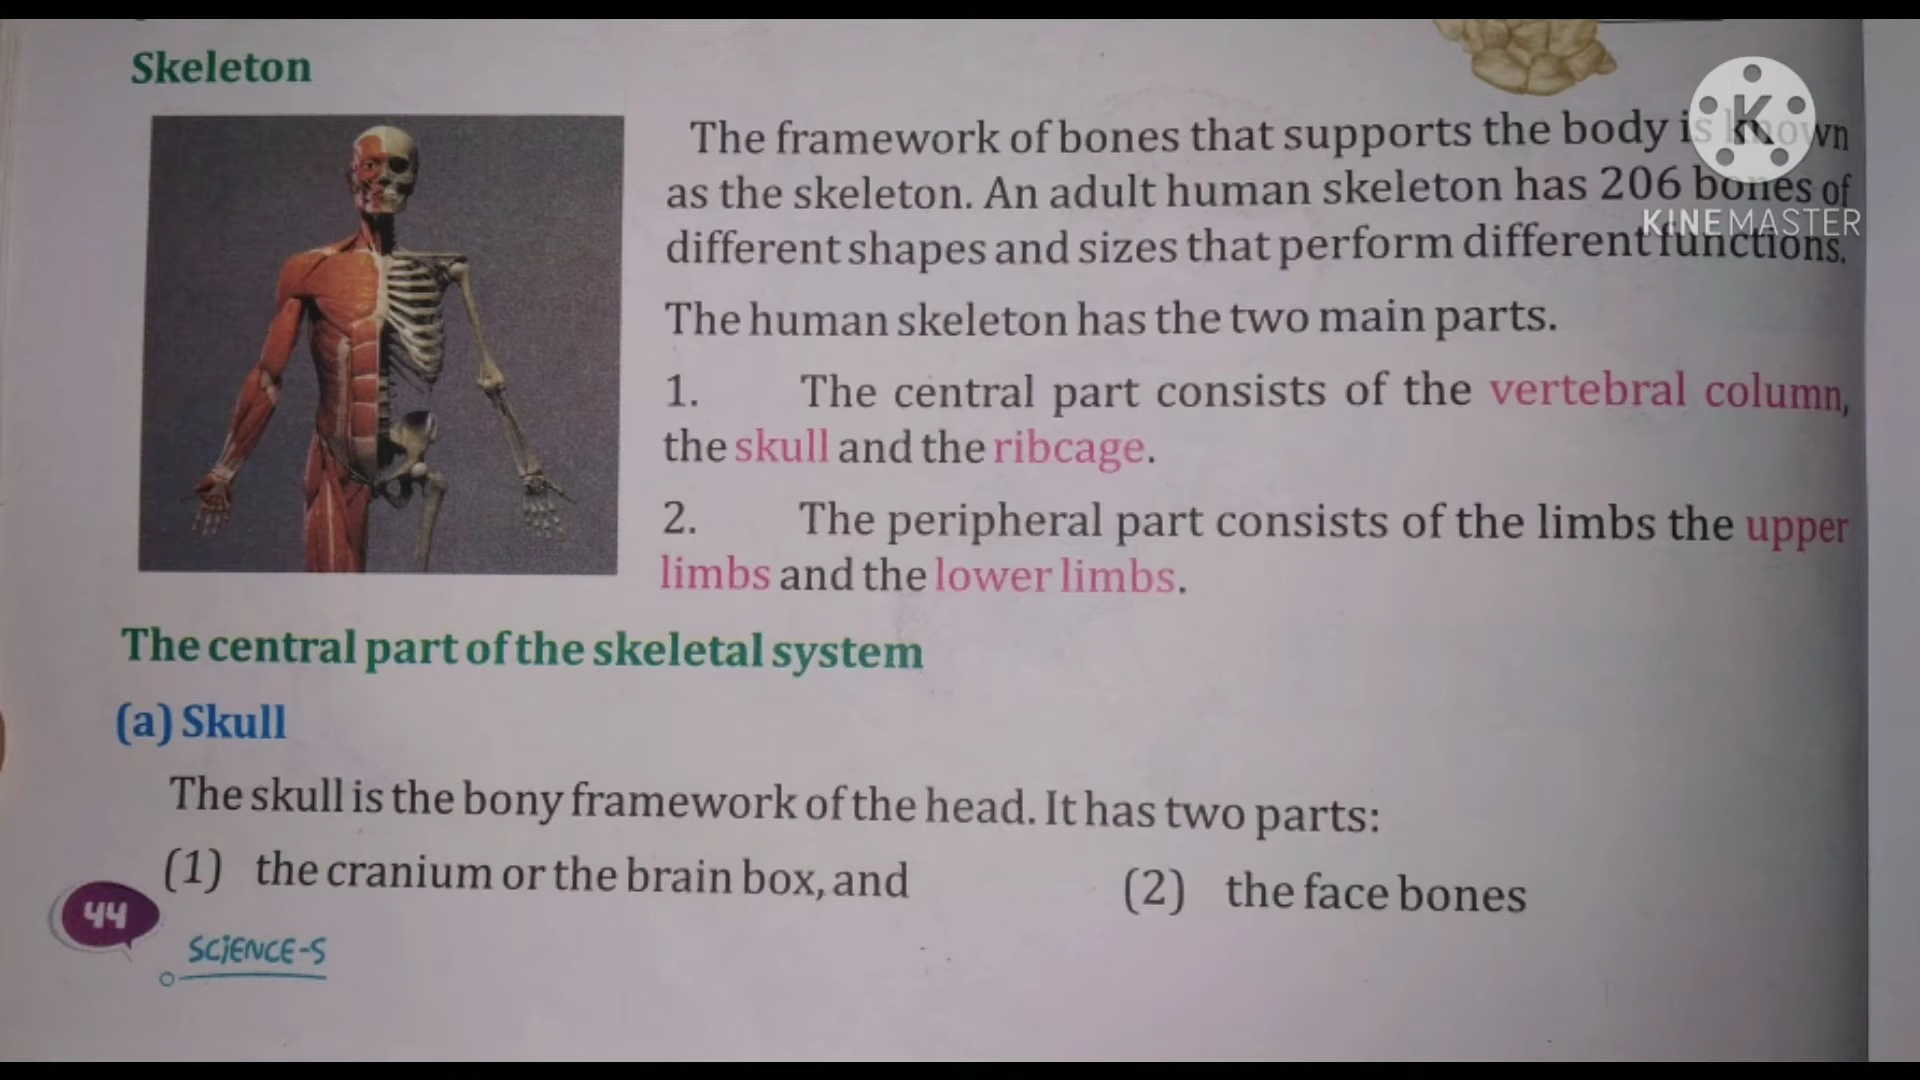 Skeleton
The framework of bones that supports the body is known
as the skeleton. An adult human skeleton has 206 bones of
different shapes and sizes that perform different functions.
The human skeleton has the two main parts.
1. The central part consists of the vertebral column,
the skull and the ribcage.
2. The peripheral part consists of the limbs the upper
limbs and the lower limbs.
The central part of the skeletal system
(a) Skull
The skull is the bony framework of the head. It has two parts:
(1) the cranium or the brain box, and (2) the face bones
44
SCIENCE-5
K
KINEMASTER